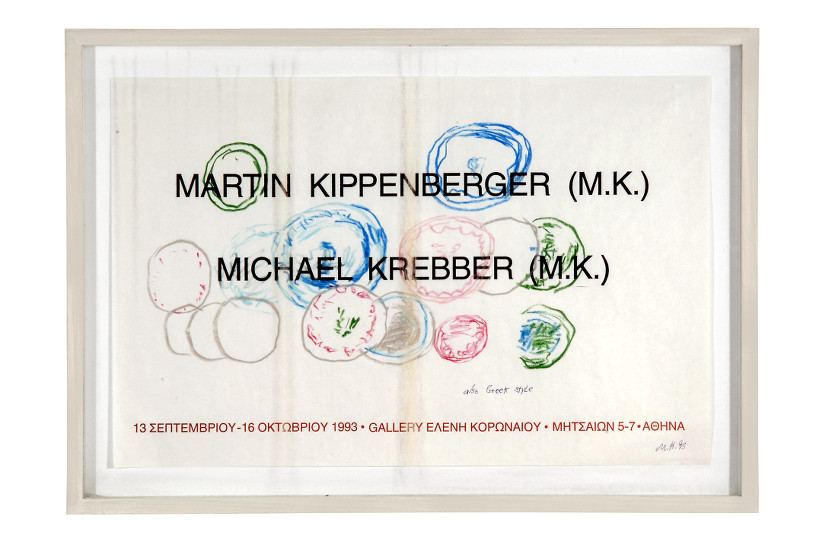 MARTIN KIPPENBERGER (M.K.)
MICHAEL KREBBER (M.K.)
also Greek style
13 ΣΕΠΤΕΜΒΡΙΟΥ-16 ΟΚΤΩΒΡΙΟΥ 1993 • GALLERY ΕΛΕΝΗ ΚΟΡΩΝΑΙΟΥ • ΜΗΤΣΑΙΩΝ 5-7 • ΑΘΗΝΑ